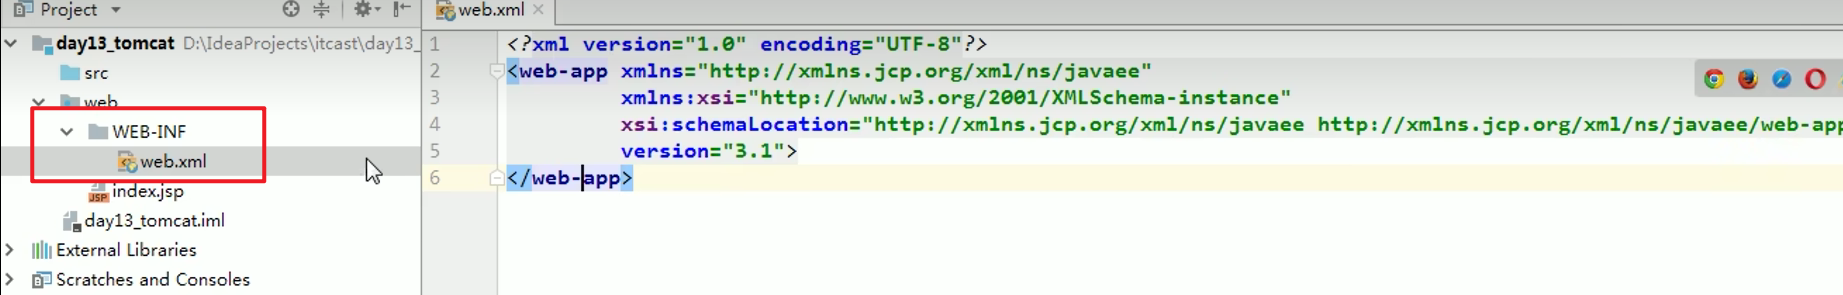 Project
day13_tomcat D:\IdeaProjects\itcast\day13_
src
web
WEB-INF
web.xml
index.jsp
JSP
day13_tomcat.iml
External Libraries
Scratches and Consoles
web.xml
1 <?xml version="1.0" encoding="UTF-8"?>
2 <web-app xmlns="http://xmlns.jcp.org/xml/ns/javaee"
3 xmlns:xsi="http://www.w3.org/2001/XMLSchema-instance"
4 xsi:schemaLocation="http://xmlns.jcp.org/xml/ns/javaee http://xmlns.jcp.org/xml/ns/javaee/web-app
5 version="3.1">
6 </web-app>